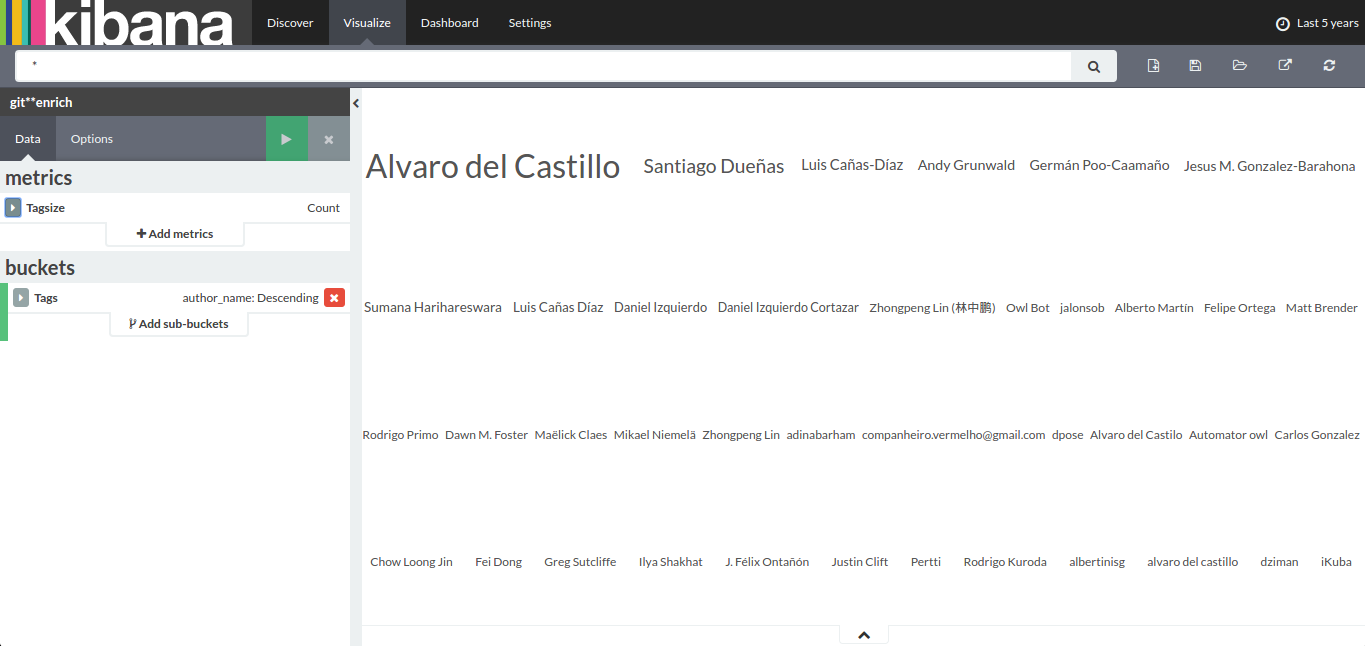 kibana Discover Visualize Dashboard Settings Last 5 years
*
git**enrich
Data Options
metrics
Tagsize Count
Add metrics
buckets
Tags author_name: Descending
Add sub-buckets
Alvaro del Castillo Santiago Dueñas Luis Cañas-Díaz Andy Grunwald Germán Poo-Caamaño Jesus M. Gonzalez-Barahona
Sumana Harihareswara Luis Cañas Díaz Daniel Izquierdo Daniel Izquierdo Cortazar Zhongpeng Lin (林中鹏) Owl Bot jalonsob Alberto Martín Felipe Ortega Matt Brender
Rodrigo Primo Dawn M. Foster Maëlick Claes Mikael Niemelä Zhongpeng Lin adinabarham companheiro.vermelho@gmail.com dpose Alvaro del Castilo Automator owl Carlos Gonzalez
Chow Loong Jin Fei Dong Greg Sutcliffe Ilya Shakhat J. Félix Ontañón Justin Clift Pertti Rodrigo Kuroda albertinisg alvaro del castillo dziman iKuba